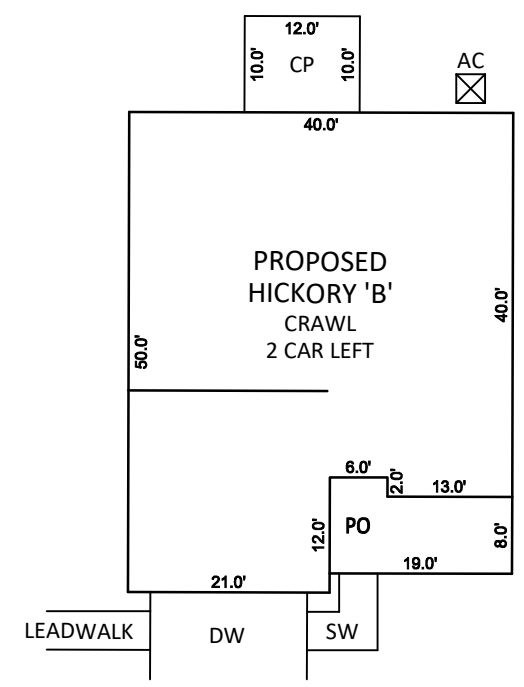 12.0'
10.0'
CP
10.0'
AC
40.0'
PROPOSED
HICKORY 'B'
CRAWL
2 CAR LEFT
40.0'
50.0'
6.0'
2.0'
13.0'
12.0'
PO
8.0'
19.0'
21.0'
LEADWALK
DW
SW